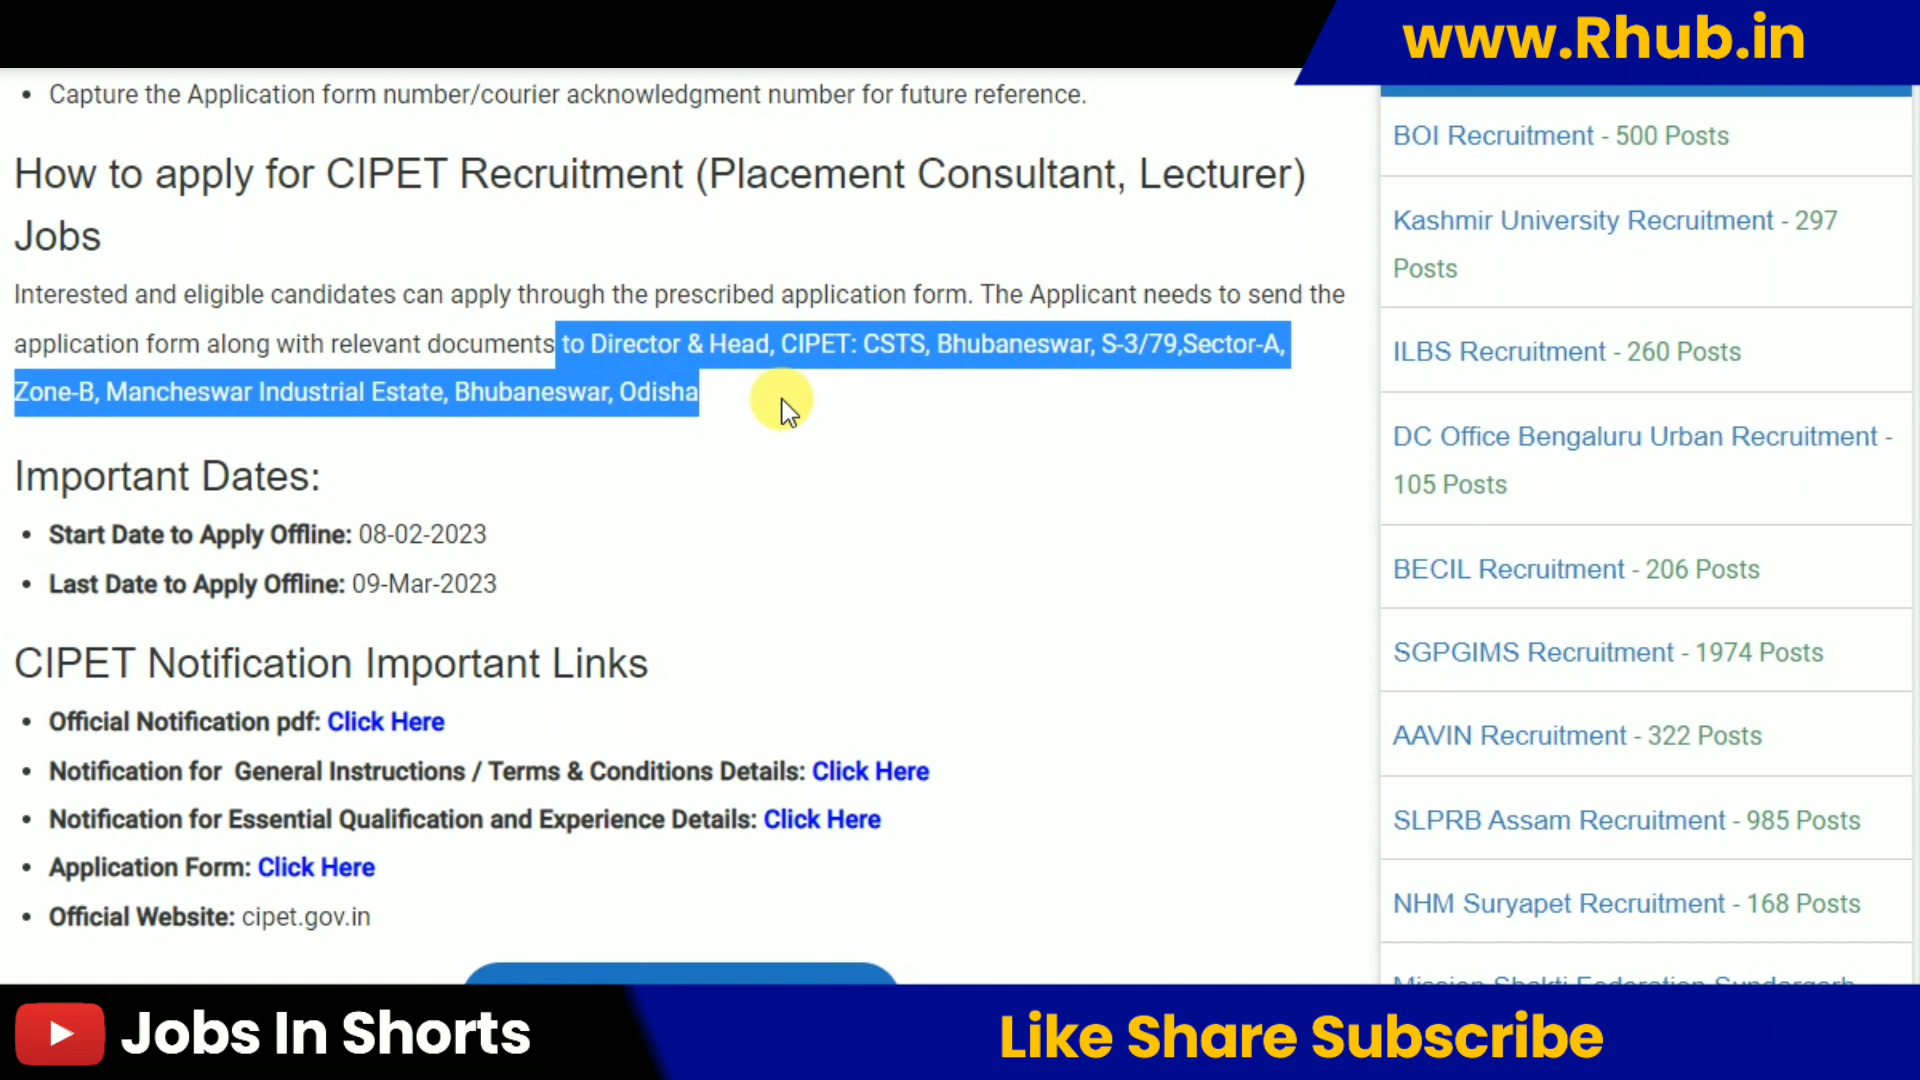 www.Rhub.in
• Capture the Application form number/courier acknowledgment number for future reference.
How to apply for CIPET Recruitment (Placement Consultant, Lecturer)
Jobs
Interested and eligible candidates can apply through the prescribed application form. The Applicant needs to send the
application form along with relevant documents to Director & Head, CIPET: CSTS, Bhubaneswar, S-3/79,Sector-A,
Zone-B, Mancheswar Industrial Estate, Bhubaneswar, Odisha
Important Dates:
• Start Date to Apply Offline: 08-02-2023
• Last Date to Apply Offline: 09-Mar-2023
CIPET Notification Important Links
• Official Notification pdf: Click Here
• Notification for General Instructions / Terms & Conditions Details: Click Here
• Notification for Essential Qualification and Experience Details: Click Here
• Application Form: Click Here
• Official Website: cipet.gov.in
BOI Recruitment - 500 Posts
Kashmir University Recruitment - 297
Posts
ILBS Recruitment - 260 Posts
DC Office Bengaluru Urban Recruitment -
105 Posts
BECIL Recruitment - 206 Posts
SGPGIMS Recruitment - 1974 Posts
AAVIN Recruitment - 322 Posts
SLPRB Assam Recruitment - 985 Posts
NHM Suryapet Recruitment - 168 Posts
Jobs In Shorts
Like Share Subscribe